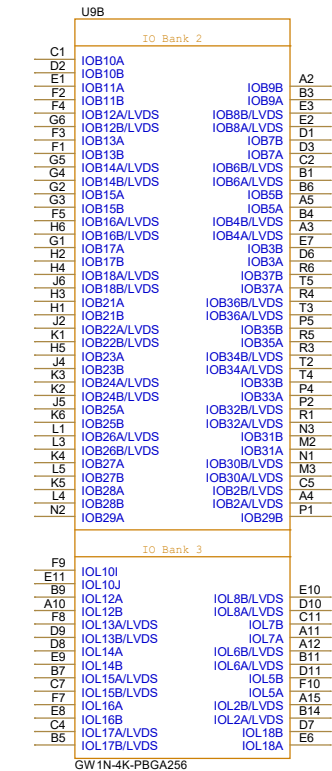 U9B
IO Bank 2
C1 IOB10A
D2 IOB10B
E1 IOB11A IOB9B A2
F2 IOB11B IOB9A B3
F4 IOB12A/LVDS IOB8B/LVDS E3
G6 IOB12B/LVDS IOB8A/LVDS E2
F3 IOB13A IOB7B D1
F1 IOB13B IOB7A D3
G5 IOB14A/LVDS IOB6B/LVDS C2
G4 IOB14B/LVDS IOB6A/LVDS B1
G2 IOB15A IOB5B B6
G3 IOB15B IOB5A A5
F5 IOB16A/LVDS IOB4B/LVDS B4
H6 IOB16B/LVDS IOB4A/LVDS A3
G1 IOB17A IOB3B E7
H2 IOB17B IOB3A D6
H4 IOB18A/LVDS IOB37B R6
J6 IOB18B/LVDS IOB37A T5
H3 IOB21A IOB36B/LVDS R4
H1 IOB21B IOB36A/LVDS T3
J2 IOB22A/LVDS IOB35B P5
K1 IOB22B/LVDS IOB35A R5
H5 IOB23A IOB34B/LVDS R3
J4 IOB23B IOB34A/LVDS T2
K3 IOB24A/LVDS IOB33B T4
K2 IOB24B/LVDS IOB33A P4
J5 IOB25A IOB32B/LVDS P2
K6 IOB25B IOB32A/LVDS R1
L1 IOB26A/LVDS IOB31B N3
L3 IOB26B/LVDS IOB31A M2
K4 IOB27A IOB30B/LVDS N1
L5 IOB27B IOB30A/LVDS M3
K5 IOB28A IOB2B/LVDS C5
L4 IOB28B IOB2A/LVDS A4
N2 IOB29A IOB29B P1
IO Bank 3
F9 IOL10I
E11 IOL10J
B9 IOL12A IOL8B/LVDS E10
A10 IOL12B IOL8A/LVDS D10
F8 IOL13A/LVDS IOL7B C11
D9 IOL13B/LVDS IOL7A A11
D8 IOL14A IOL6B/LVDS A12
E9 IOL14B IOL6A/LVDS B11
B7 IOL15A/LVDS IOL5B D11
C7 IOL15B/LVDS IOL5A F10
F7 IOL16A IOL2B/LVDS A15
E8 IOL16B IOL2A/LVDS B14
C4 IOL17A/LVDS IOL18B D7
B5 IOL17B/LVDS IOL18A E6
GW1N-4K-PBGA256